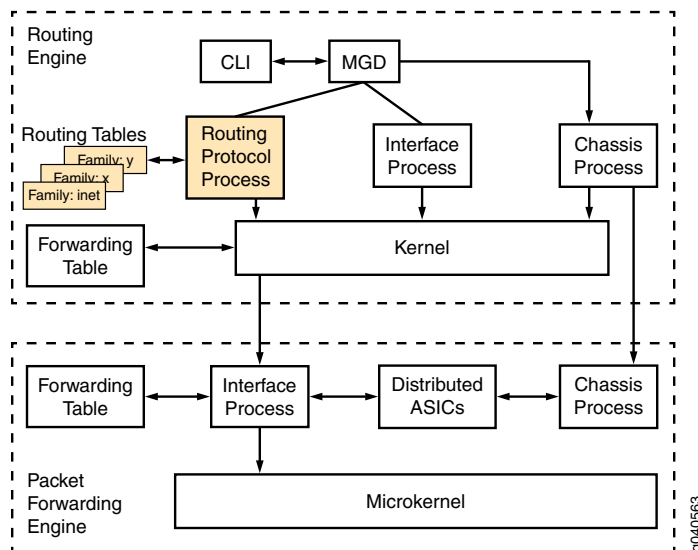 Routing
Engine
CLI
MGD
Routing Tables
Family: y
Family: x
Family: inet
Routing
Protocol
Process
Interface
Process
Chassis
Process
Forwarding
Table
Kernel
Forwarding
Table
Interface
Process
Distributed
ASICs
Chassis
Process
Packet
Forwarding
Engine
Microkernel
g040563